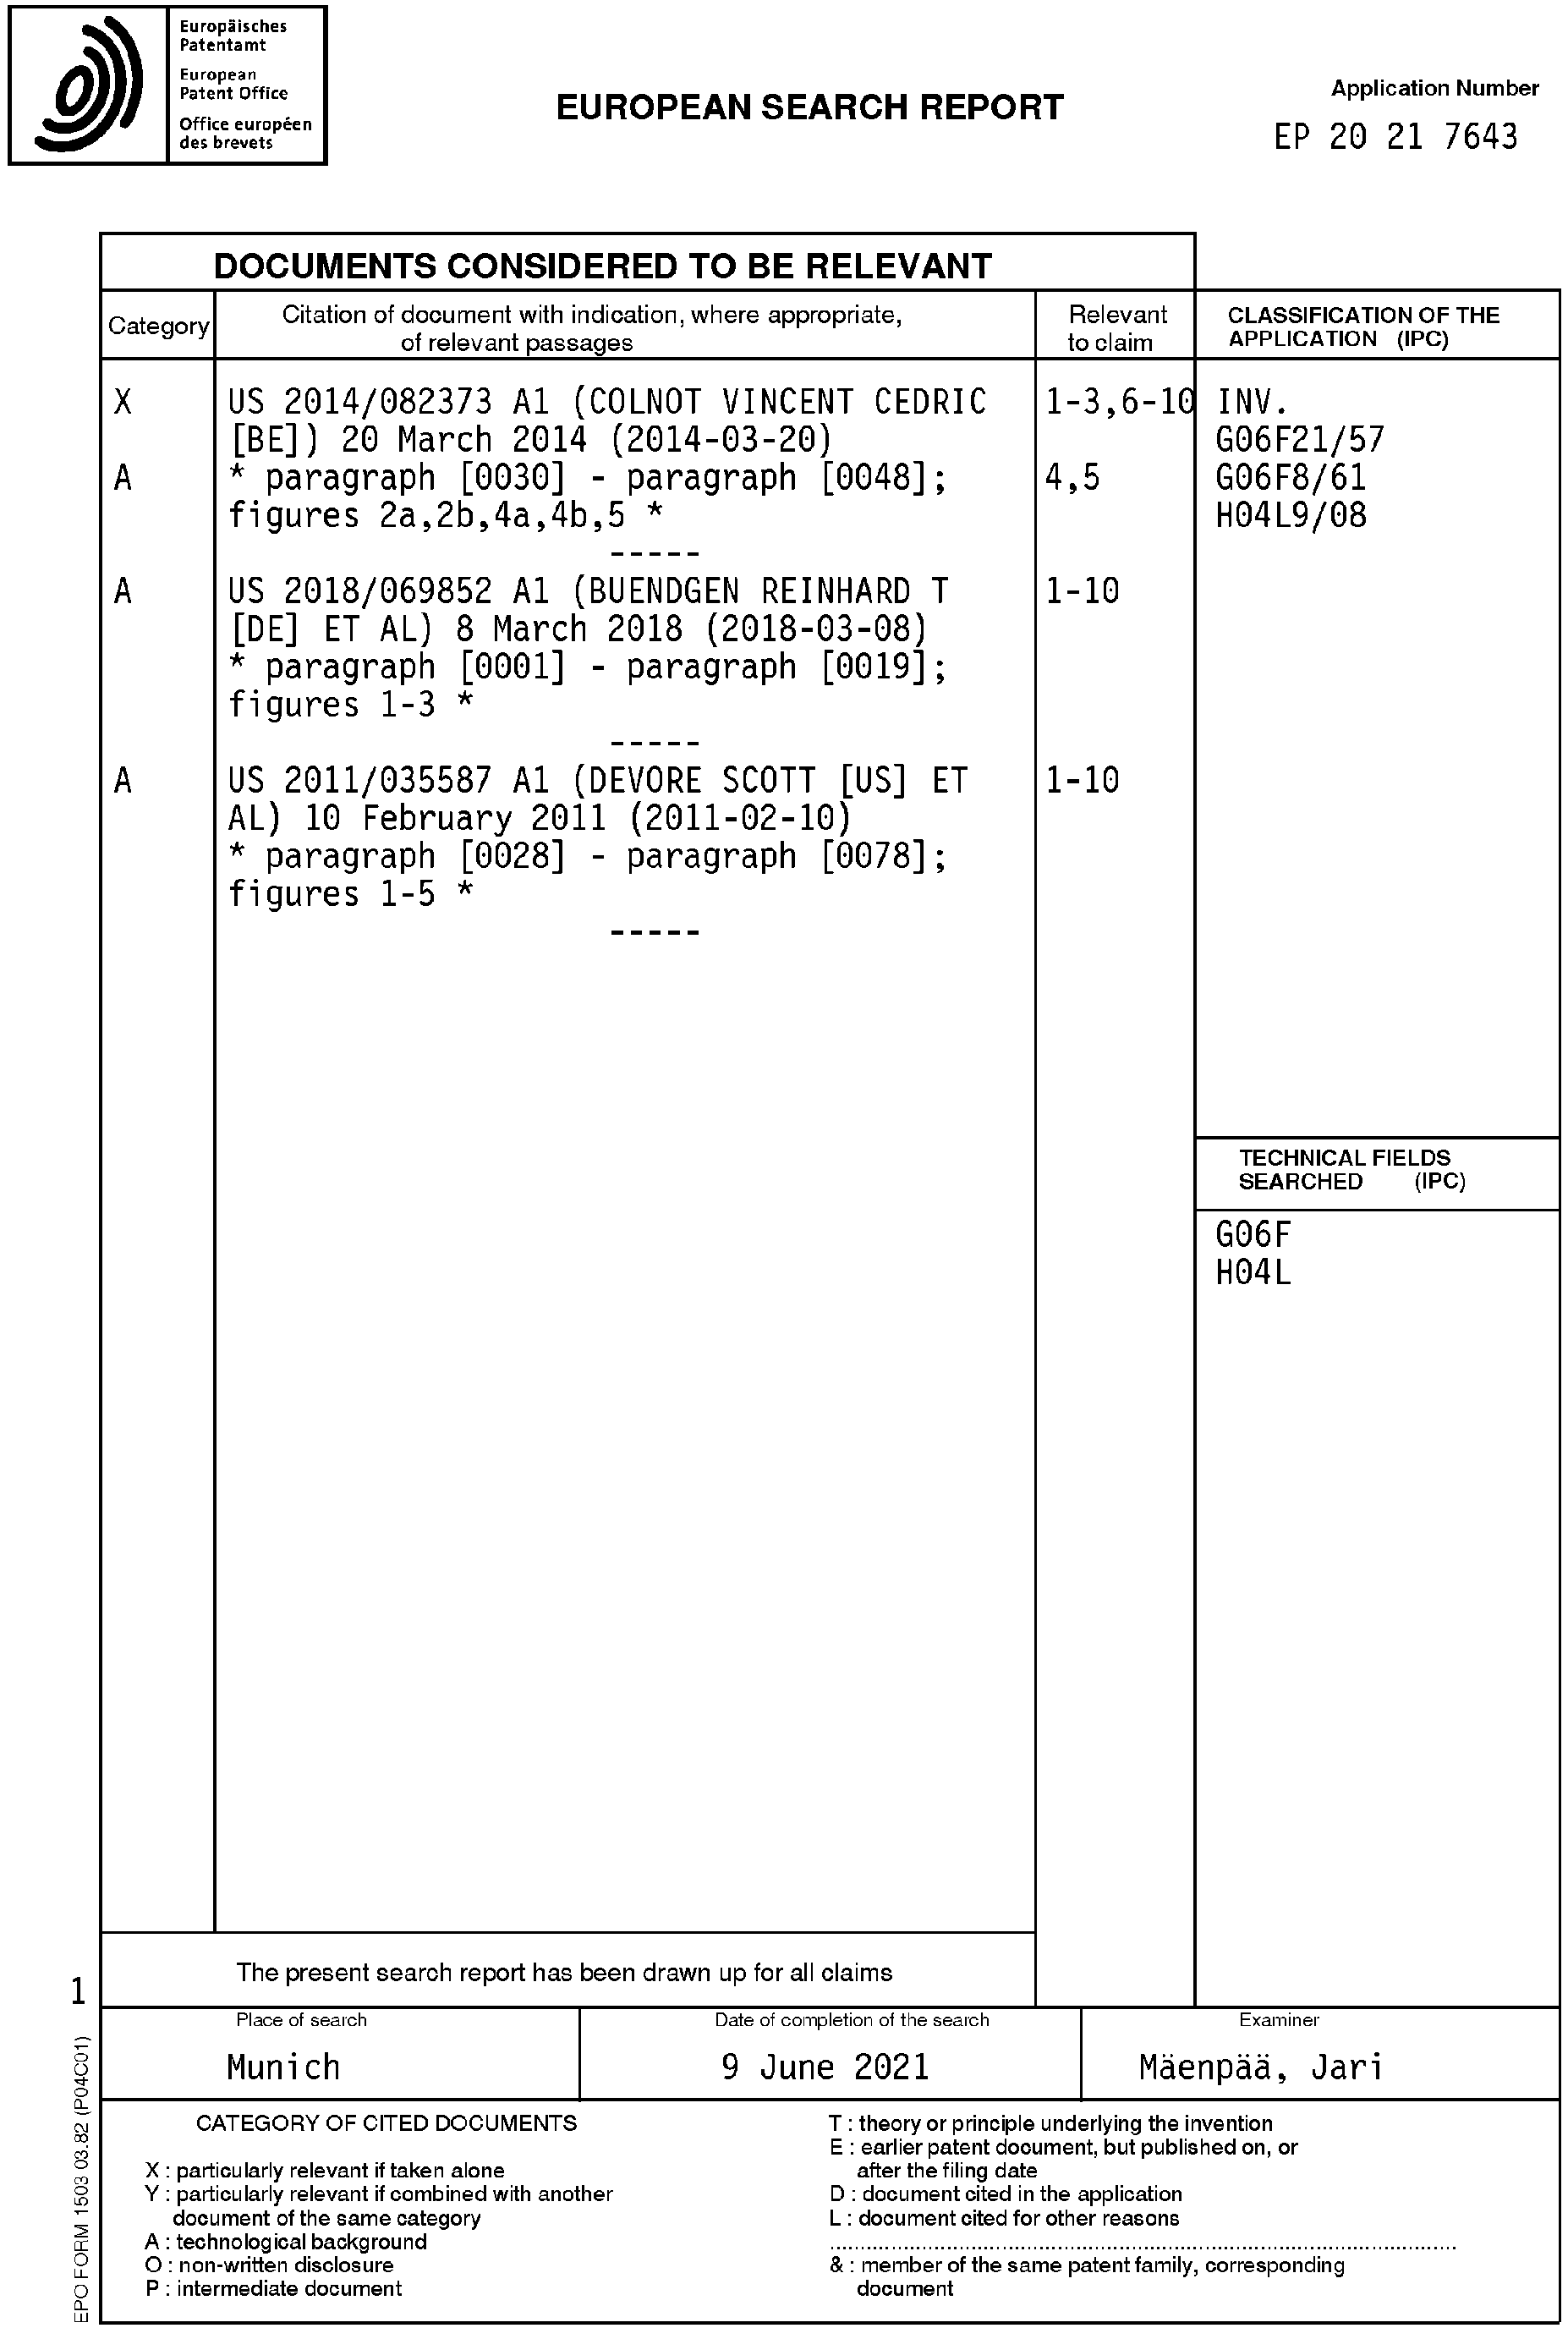 Europäisches
Patentamt
European
Patent Office
Office européen
des brevets
EUROPEAN SEARCH REPORT
Application Number
EP 20 21 7643
DOCUMENTS CONSIDERED TO BE RELEVANT
Category
Citation of document with indication, where appropriate,
of relevant passages
Relevant
to claim
CLASSIFICATION OF THE
APPLICATION (IPC)
X US 2014/082373 A1 (COLNOT VINCENT CEDRIC 1-3,6-10 INV.
[BE]) 20 March 2014 (2014-03-20) G06F21/57
A * paragraph [0030] - paragraph [0048]; 4,5 G06F8/61
figures 2a,2b,4a,4b,5 * H04L9/08
-----
A US 2018/069852 A1 (BUENDGEN REINHARD T 1-10
[DE] ET AL) 8 March 2018 (2018-03-08)
* paragraph [0001] - paragraph [0019];
figures 1-3 *
-----
A US 2011/035587 A1 (DEVORE SCOTT [US] ET 1-10
AL) 10 February 2011 (2011-02-10)
* paragraph [0028] - paragraph [0078];
figures 1-5 *
-----
TECHNICAL FIELDS
SEARCHED (IPC)
G06F
H04L
The present search report has been drawn up for all claims
1
Place of search
Munich
Date of completion of the search
9 June 2021
Examiner
Mäenpää, Jari
CATEGORY OF CITED DOCUMENTS
X : particularly relevant if taken alone
Y : particularly relevant if combined with another
document of the same category
A : technological background
O : non-written disclosure
P : intermediate document
T : theory or principle underlying the invention
E : earlier patent document, but published on, or
after the filing date
D : document cited in the application
L : document cited for other reasons
& : member of the same patent family, corresponding
document
EPO FORM 1503 03.82 (P04C01)